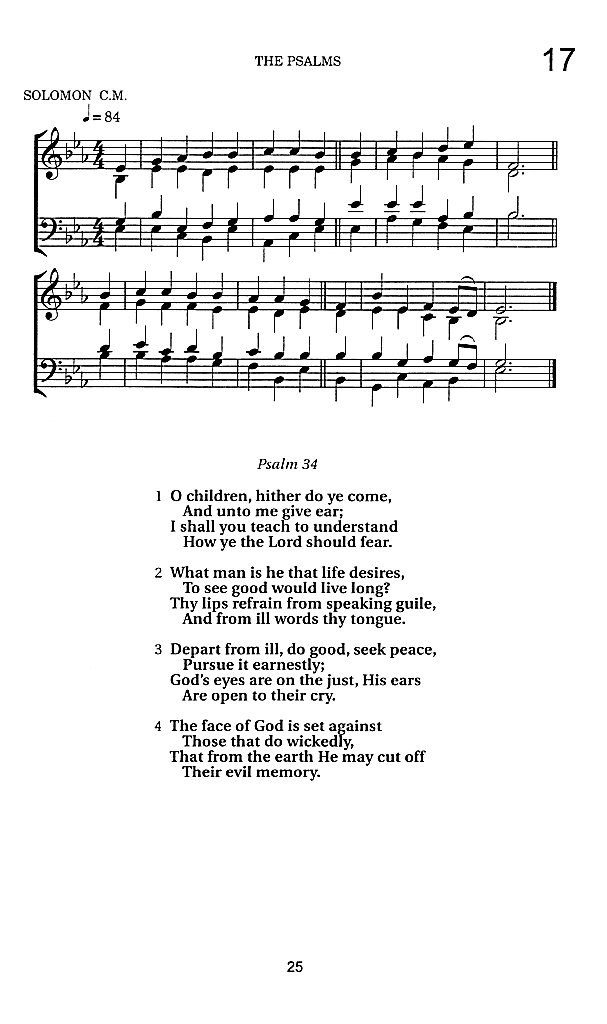 THE PSALMS
17
SOLOMON C.M.
♩ = 84
Psalm 34
1 O children, hither do ye come,
And unto me give ear;
I shall you teach to understand
How ye the Lord should fear.
2 What man is he that life desires,
To see good would live long?
Thy lips refrain from speaking guile,
And from ill words thy tongue.
3 Depart from ill, do good, seek peace,
Pursue it earnestly;
God's eyes are on the just, His ears
Are open to their cry.
4 The face of God is set against
Those that do wickedly,
That from the earth He may cut off
Their evil memory.
25